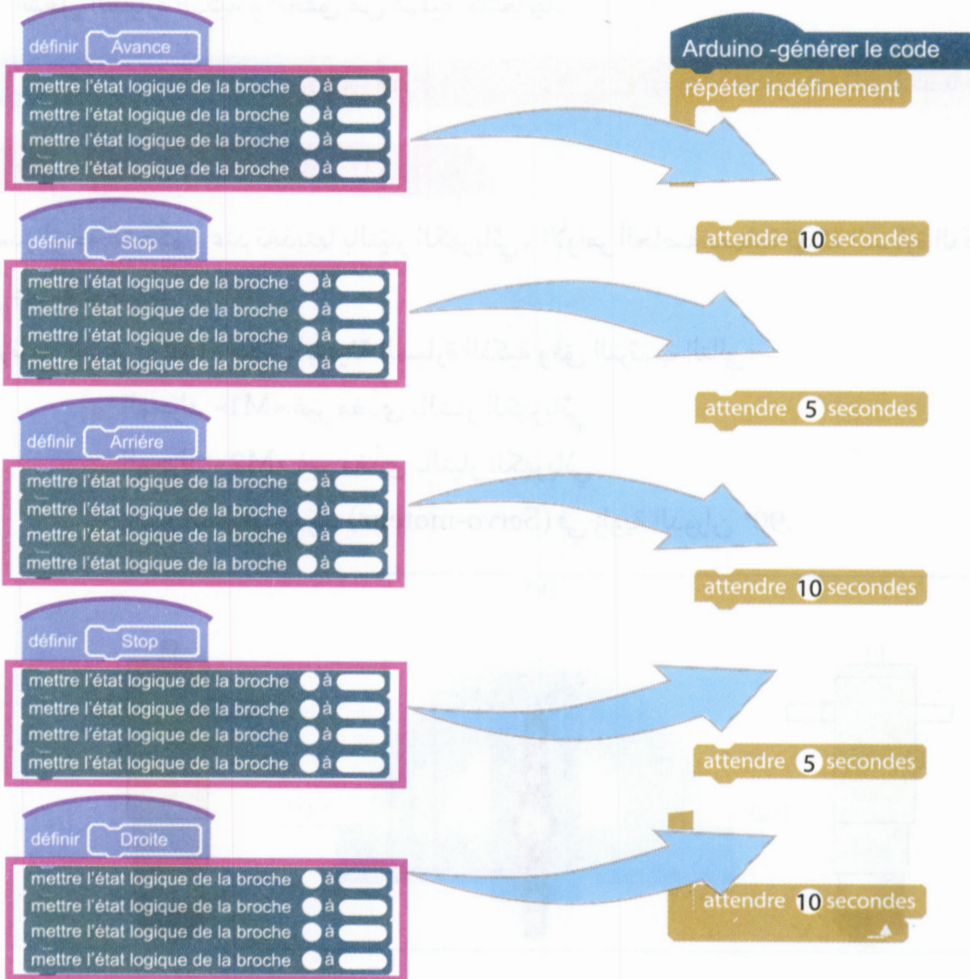 définir Avance
mettre l'état logique de la broche à
mettre l'état logique de la broche à
mettre l'état logique de la broche à
mettre l'état logique de la broche à
définir Stop
mettre l'état logique de la broche à
mettre l'état logique de la broche à
mettre l'état logique de la broche à
mettre l'état logique de la broche à
définir Arriére
mettre l'état logique de la broche à
mettre l'état logique de la broche à
mettre l'état logique de la broche à
mettre l'état logique de la broche à
définir Stop
mettre l'état logique de la broche à
mettre l'état logique de la broche à
mettre l'état logique de la broche à
mettre l'état logique de la broche à
définir Droite
mettre l'état logique de la broche à
mettre l'état logique de la broche à
mettre l'état logique de la broche à
mettre l'état logique de la broche à
Arduino -générer le code
répéter indéfinement
attendre 10 secondes
attendre 5 secondes
attendre 10 secondes
attendre 5 secondes
attendre 10 secondes